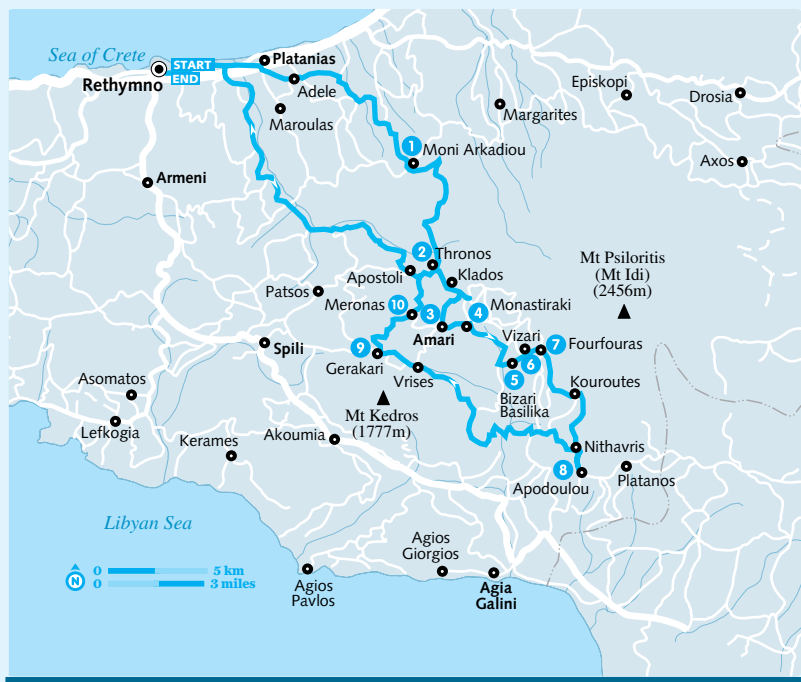 Sea of Crete
START
END
Rethymno
Platanias
Adele
Maroulas
Margarites
Episkopi
Drosia
Axos
1
Moni Arkadiou
Armeni
2
Thronos
Apostoli
Klados
Mt Psiloritis
(Mt Idi)
(2456m)
Patsos
Meronas
10
3
4
Monastiraki
Amari
Vizari
7
Fourfouras
Spili
9
Gerakari
Vrises
6
5
Bizari
Basilika
Kouroutes
Asomatos
Lefkogia
Mt Kedros
(1777m)
Kerames
Akoumia
Nithavris
8
Apodoulou
Platanos
Libyan Sea
Agios
Giorgios
N
0
5 km
0
3 miles
Agios
Pavlos
Agia
Galini